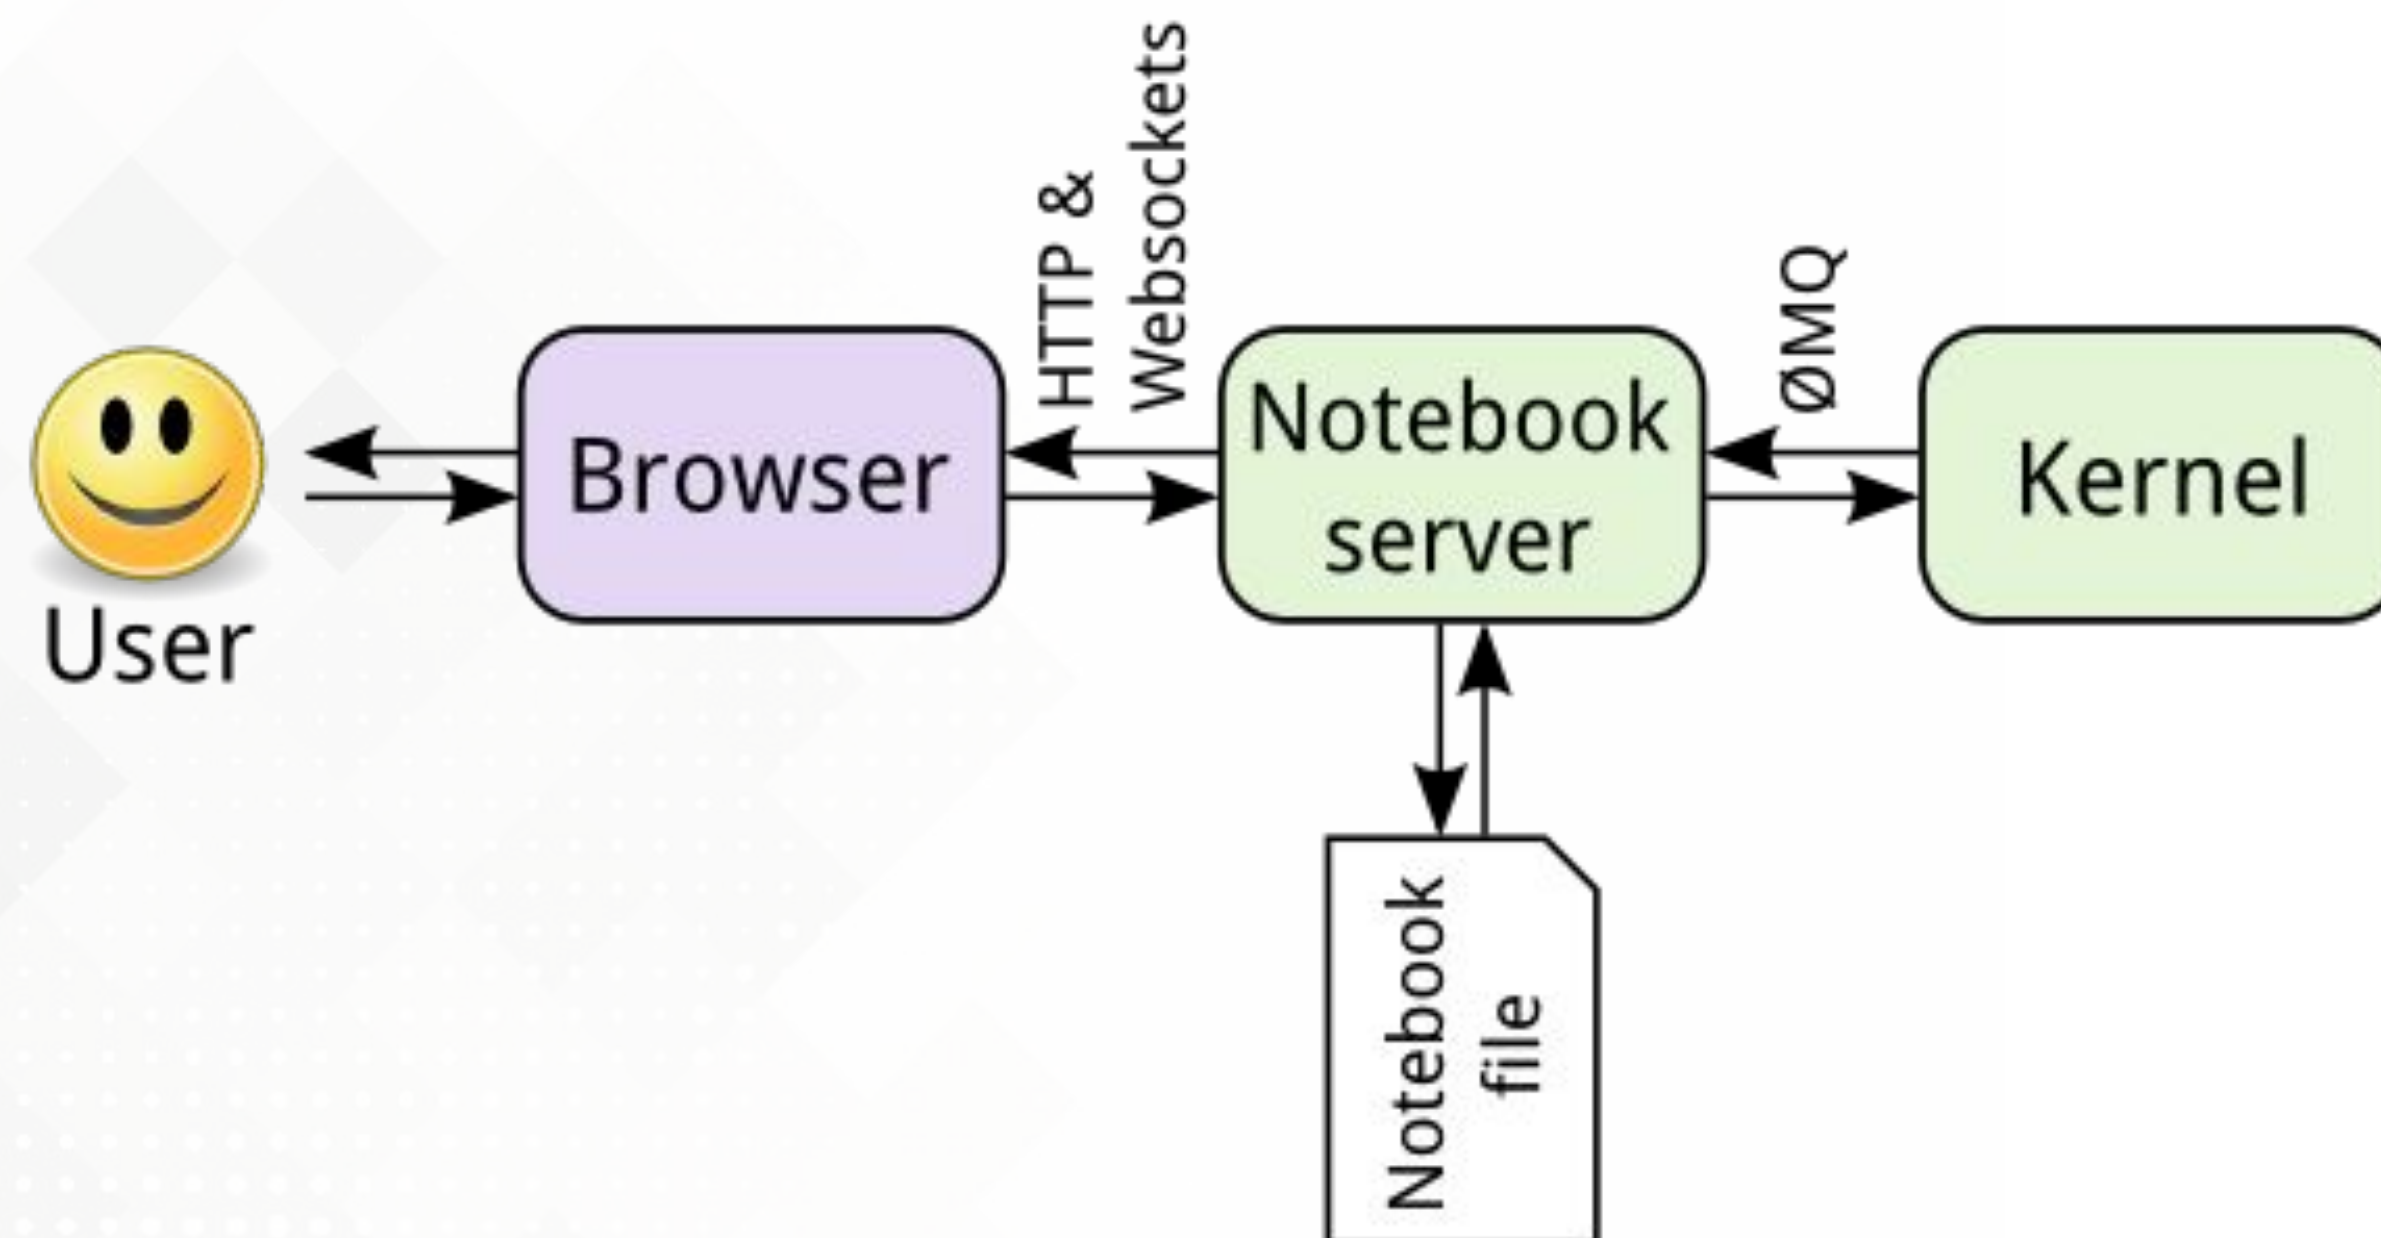 HTTP &
Websockets
ØMQ
User
Browser
Notebook
server
Kernel
Notebook
file